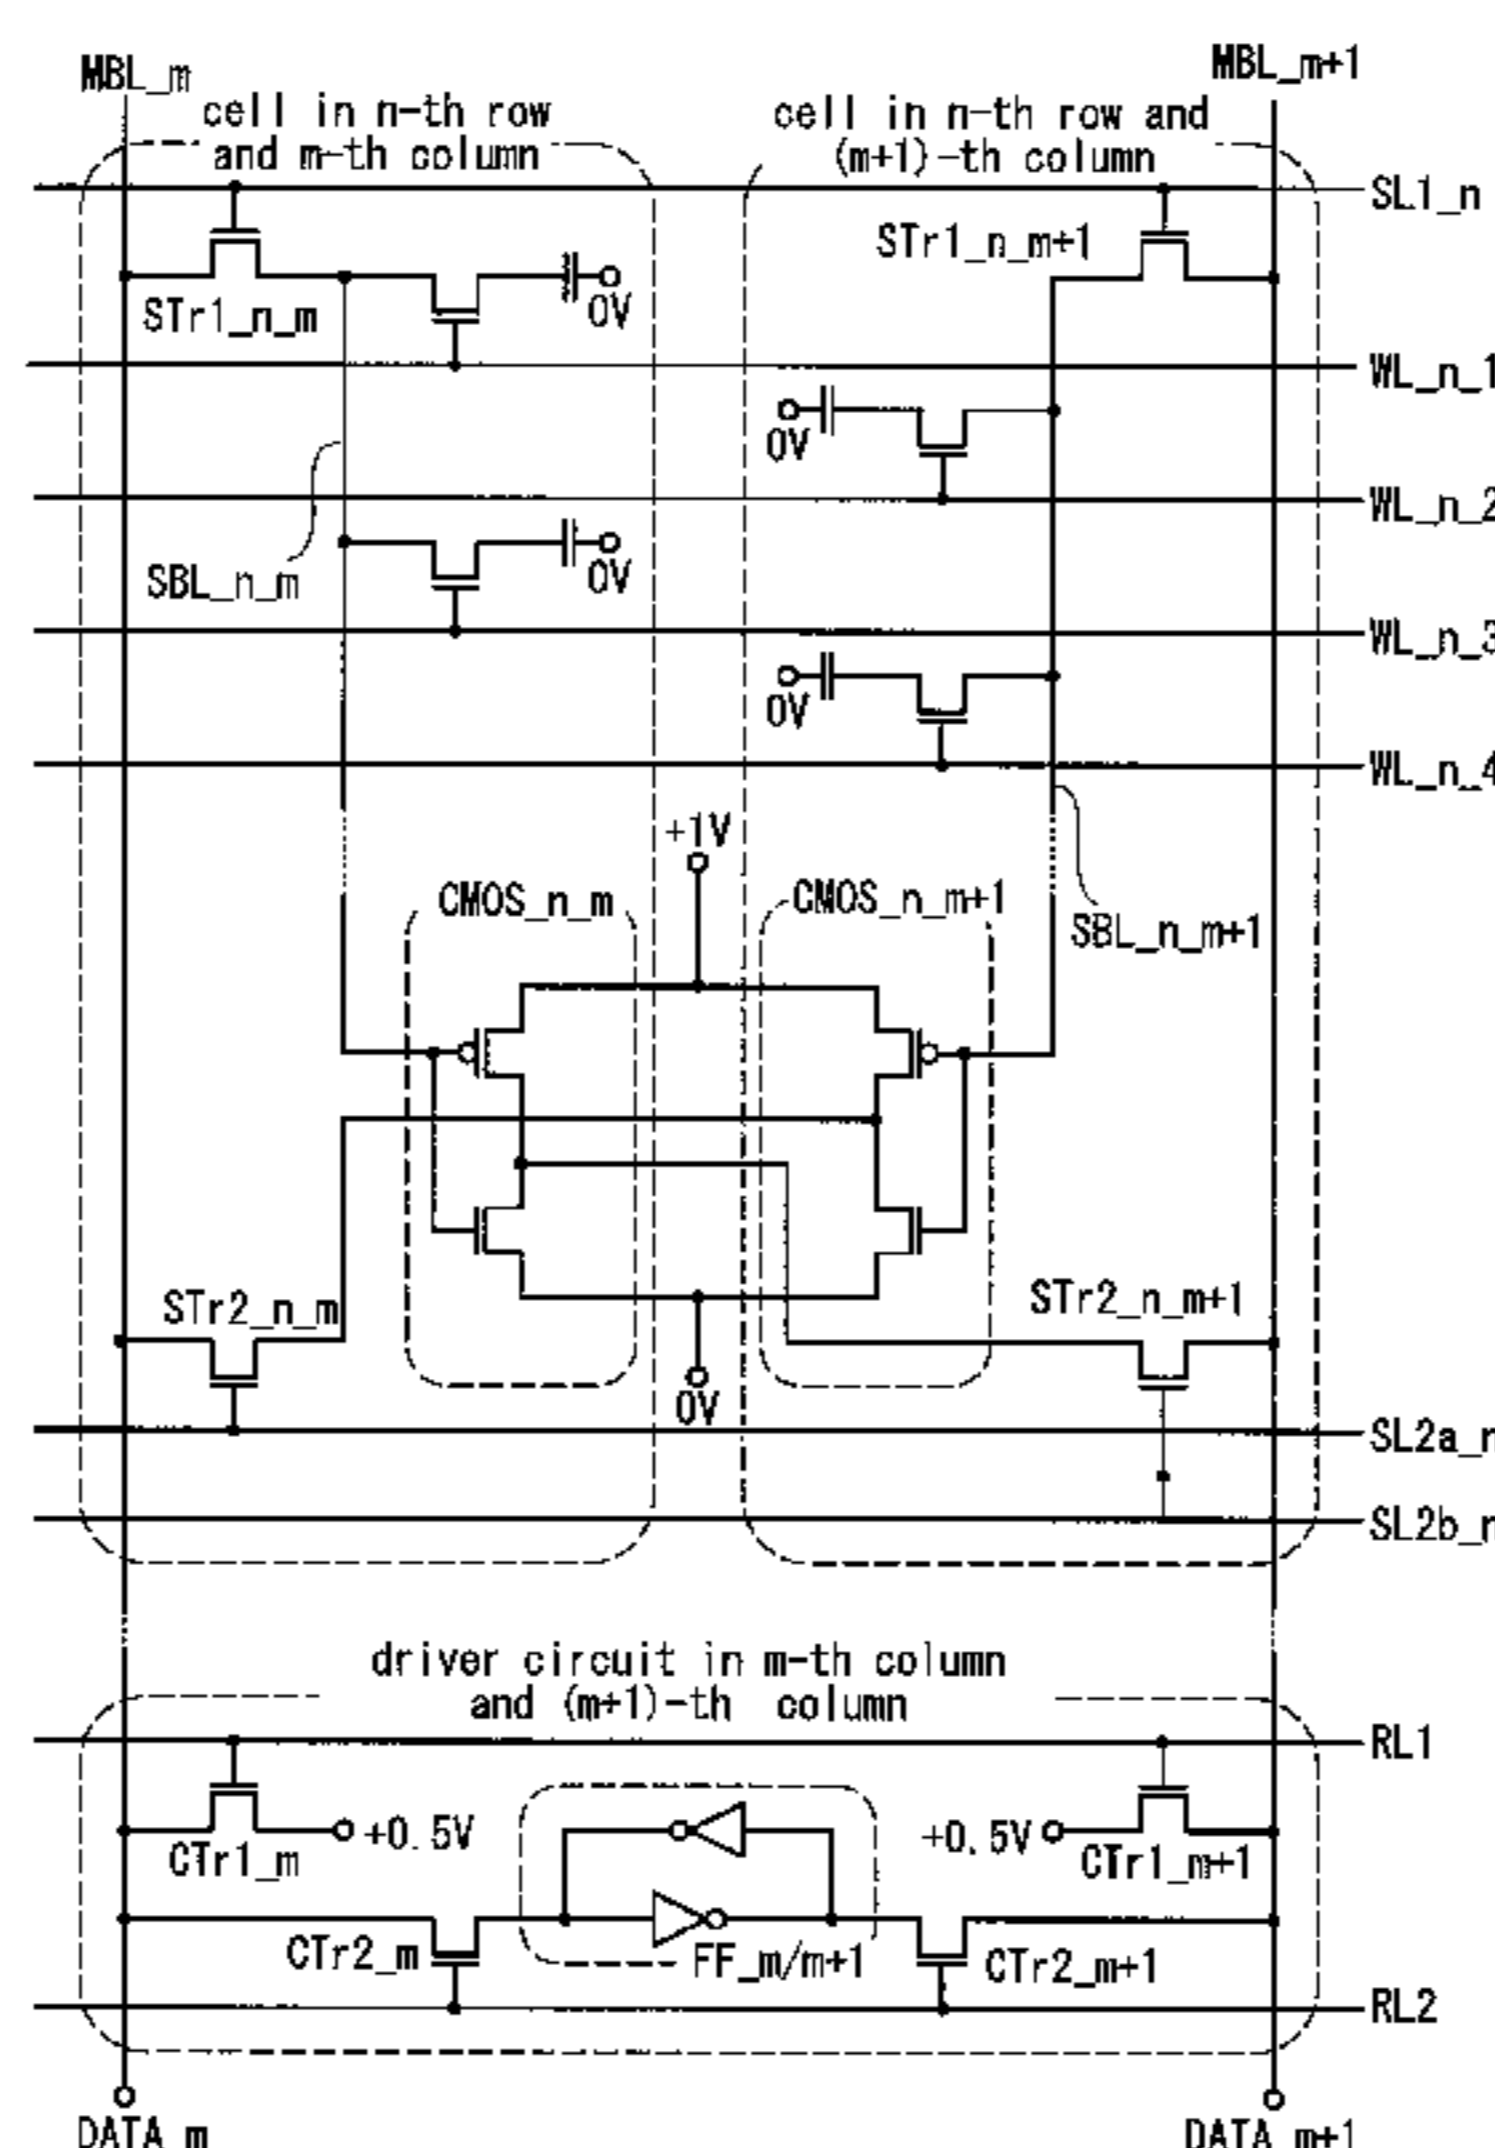 MBL_m
MBL_m+1
cell in n-th row
and m-th column
cell in n-th row and
(m+1)-th column
SL1_n
STr1_n_m+1
STr1_n_m
0V
WL_n_1
0V
WL_n_2
SBL_n_m
0V
WL_n_3
0V
WL_n_4
+1V
CMOS_n_m
CMOS_n_m+1
SBL_n_m+1
STr2_n_m
STr2_n_m+1
0V
SL2a_n
SL2b_n
driver circuit in m-th column
and (m+1)-th column
RL1
+0.5V
+0.5V
CTr1_m
CTr1_m+1
CTr2_m
FF_m/m+1
CTr2_m+1
RL2
DATA_m
DATA_m+1